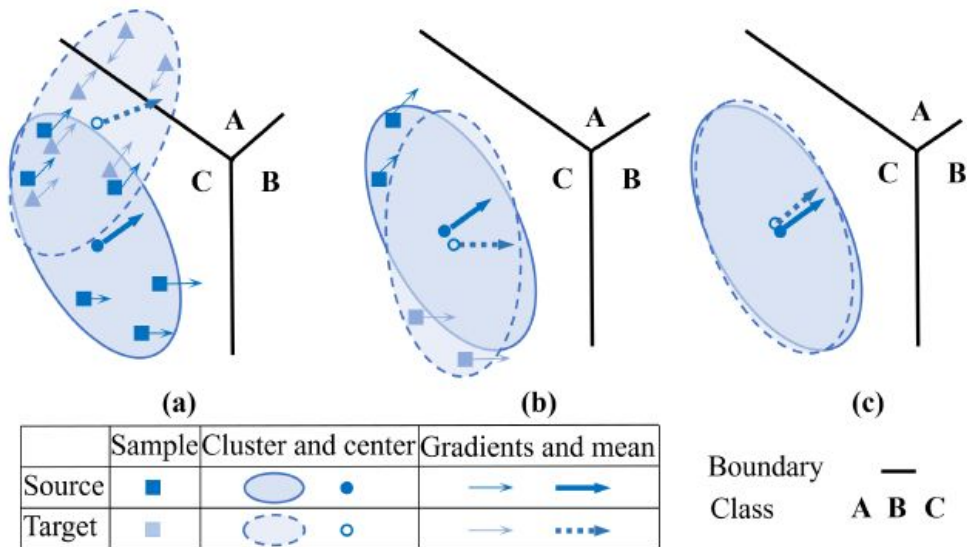 A
C B
A
C B
A
C B
(a) (b) (c)
Sample Cluster and center Gradients and mean
Source
Target
Boundary
Class A B C